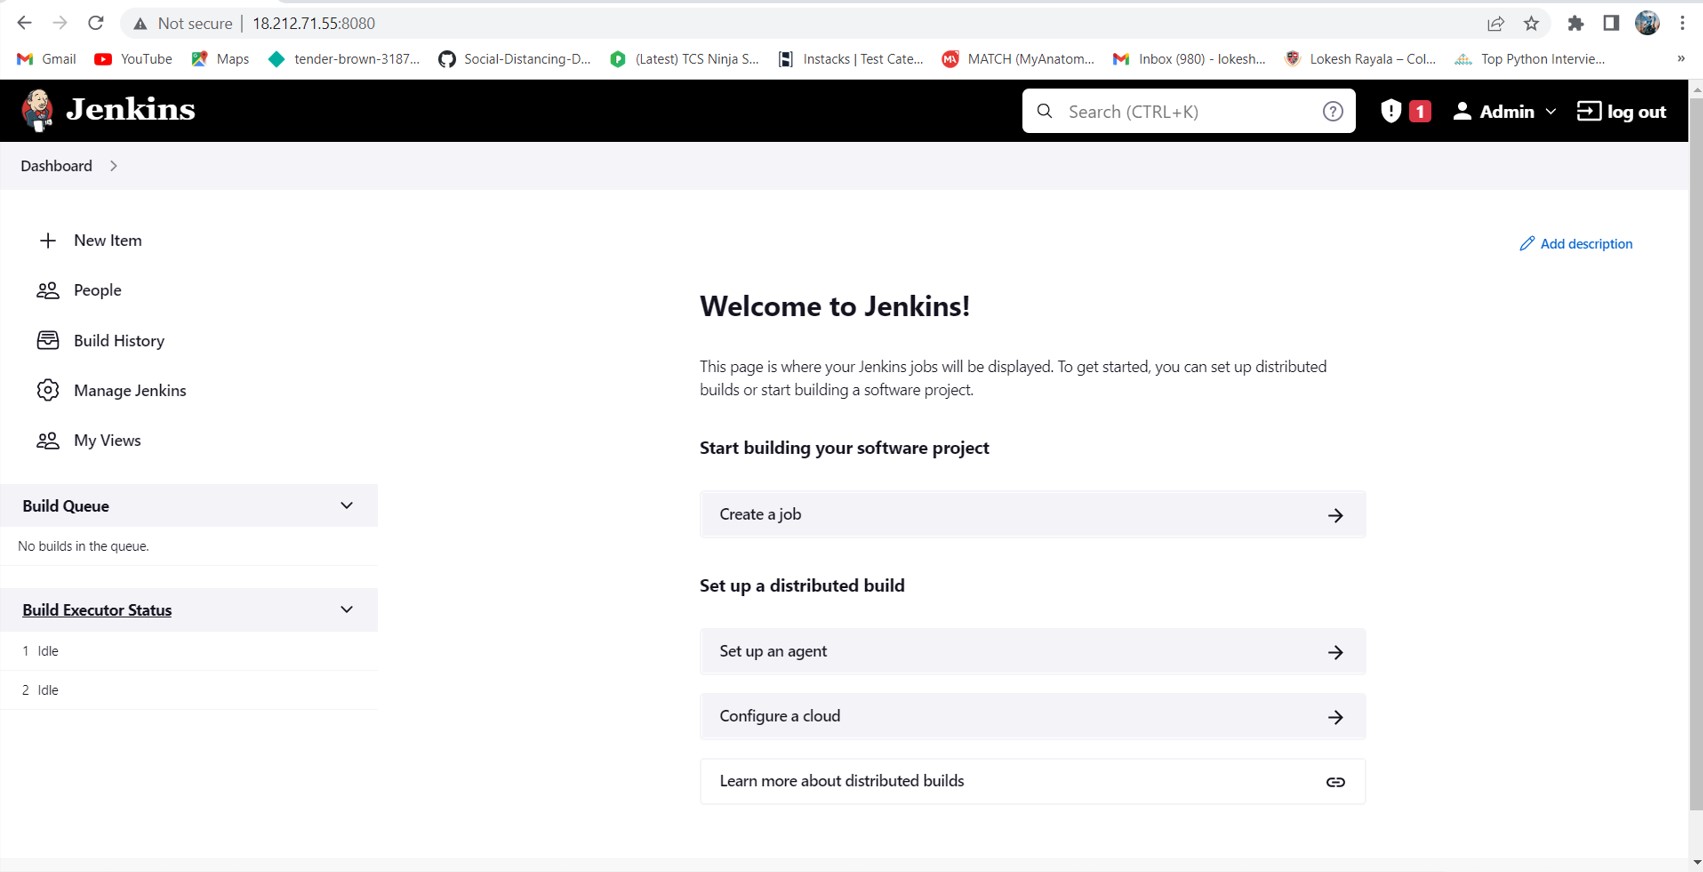 Not secure | 18.212.71.55:8080
Gmail YouTube Maps tender-brown-3187... Social-Distancing-D... (Latest) TCS Ninja S... Instacks | Test Cate... MATCH (MyAnatom... Inbox (980) - lokesh... Lokesh Rayala – Col... Top Python Intervie... »
Jenkins Search (CTRL+K) 1 Admin log out
Dashboard
New Item
Add description
People
Build History
Manage Jenkins
My Views
Build Queue
No builds in the queue.
Build Executor Status
1 Idle
2 Idle
Welcome to Jenkins!
This page is where your Jenkins jobs will be displayed. To get started, you can set up distributed
builds or start building a software project.
Start building your software project
Create a job
Set up a distributed build
Set up an agent
Configure a cloud
Learn more about distributed builds